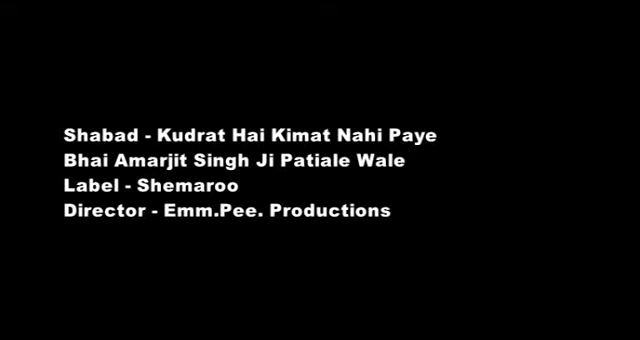 Shabad - Kudrat Hai Kimat Nahi Paye
Bhai Amarjit Singh Ji Patiale Wale
Label - Shemaroo
Director - Emm.Pee. Productions